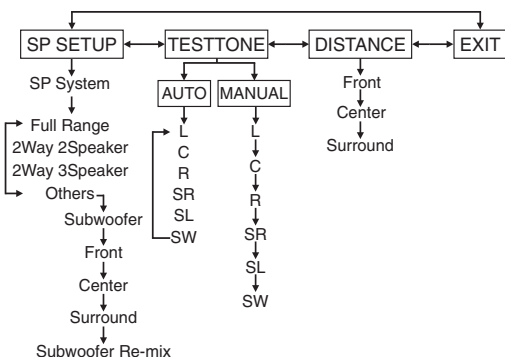 SP SETUP TESTTONE DISTANCE EXIT
SP System
Full Range
2Way 2Speaker
2Way 3Speaker
Others
Subwoofer
Front
Center
Surround
Subwoofer Re-mix
AUTO
L
C
R
SR
SL
SW
MANUAL
L
C
R
SR
SL
SW
Front
Center
Surround